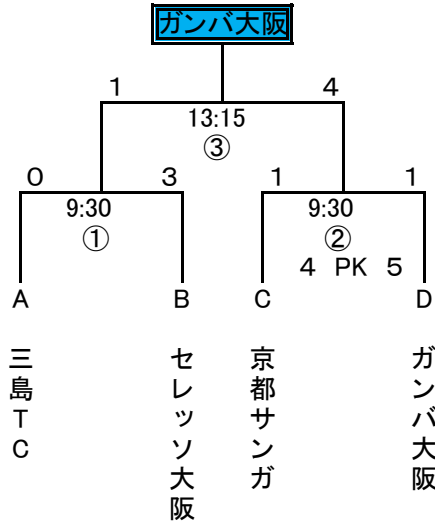 ガンバ大阪
1 4
13:15
③
0 3 1 1
9:30 9:30
① ②
4 PK 5
A B C D
三島TC
セレッソ大阪
京都サンガ
ガンバ大阪